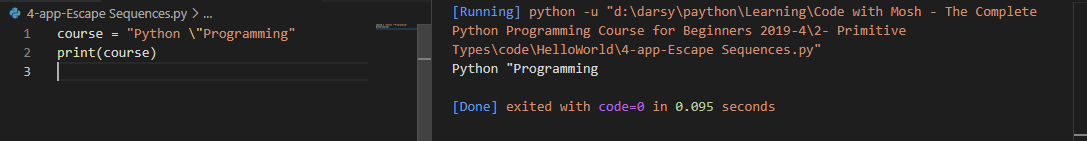 4-app-Escape Sequences.py > ...
1 course = "Python \"Programming"
2 print(course)
3
[Running] python -u "d:\darsy\paython\Learning\Code with Mosh - The Complete
Python Programming Course for Beginners 2019-4\2- Primitive
Types\code\HelloWorld\4-app-Escape Sequences.py"
Python "Programming
[Done] exited with code=0 in 0.095 seconds